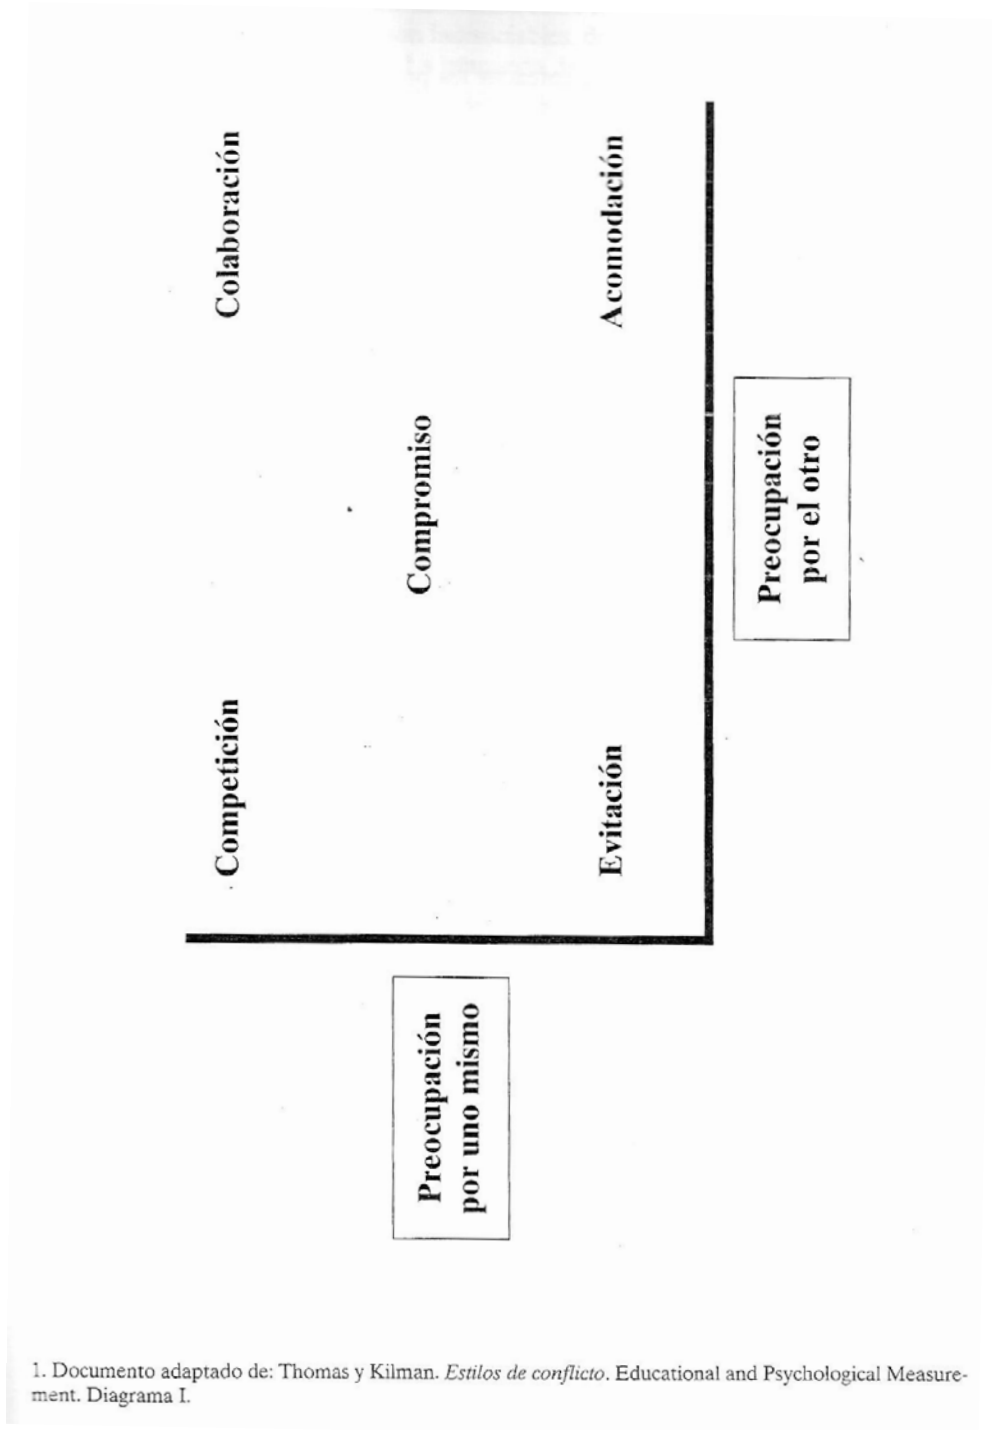 Competición
Colaboración
Preocupación
por uno mismo
Compromiso
Evitación
Acomodación
Preocupación
por el otro
1. Documento adaptado de: Thomas y Kilman. Estilos de conflicto. Educational and Psychological Measure-
ment. Diagrama I.